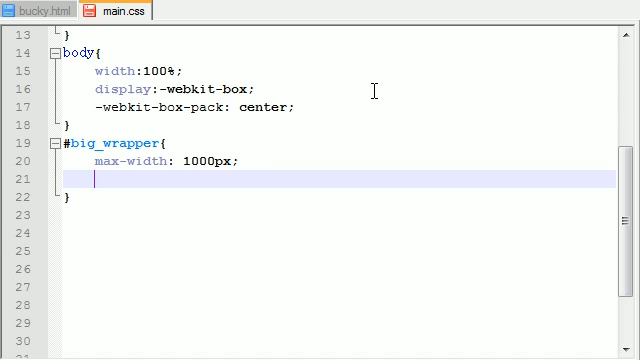 bucky.html main.css
13 }
14 body{
15 width:100%;
16 display:-webkit-box;
17 -webkit-box-pack: center;
18 }
19 #big_wrapper{
20 max-width: 1000px;
21
22 }
23
24
25
26
27
28
29
30
31